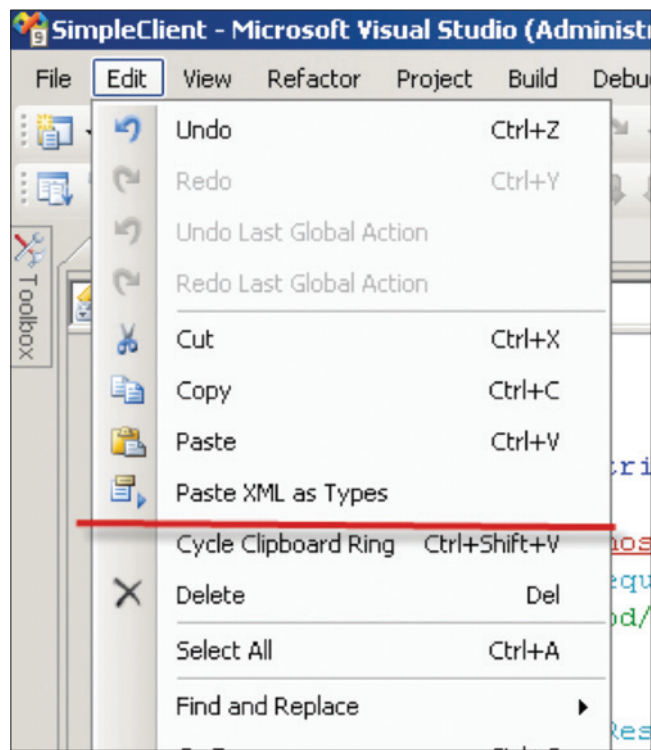 SimpleClient - Microsoft Visual Studio (Administr
File Edit View Refactor Project Build Debu
Undo Ctrl+Z
Redo Ctrl+Y
Undo Last Global Action
Redo Last Global Action
Toolbox
Cut Ctrl+X
Copy Ctrl+C
Paste Ctrl+V
tri
Paste XML as Types
Cycle Clipboard Ring Ctrl+Shift+V
hos
equ
Delete Del
od/
Select All Ctrl+A
Find and Replace
Res